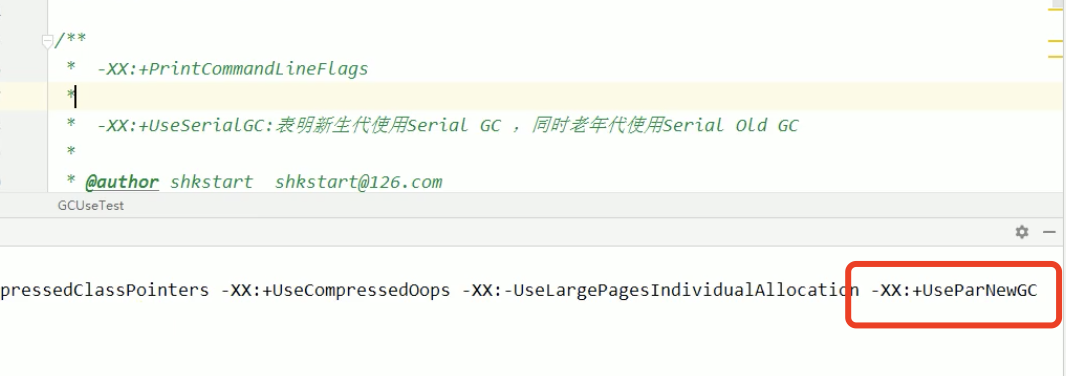 /**
* -XX:+PrintCommandLineFlags
*
* -XX:+UseSerialGC:表明新生代使用Serial GC ，同时老年代使用Serial Old GC
*
* @author shkstart shkstart@126.com
GCUseTest
pressedClassPointers -XX:+UseCompressedOops -XX:-UseLargePagesIndividualAllocation -XX:+UseParNewGC